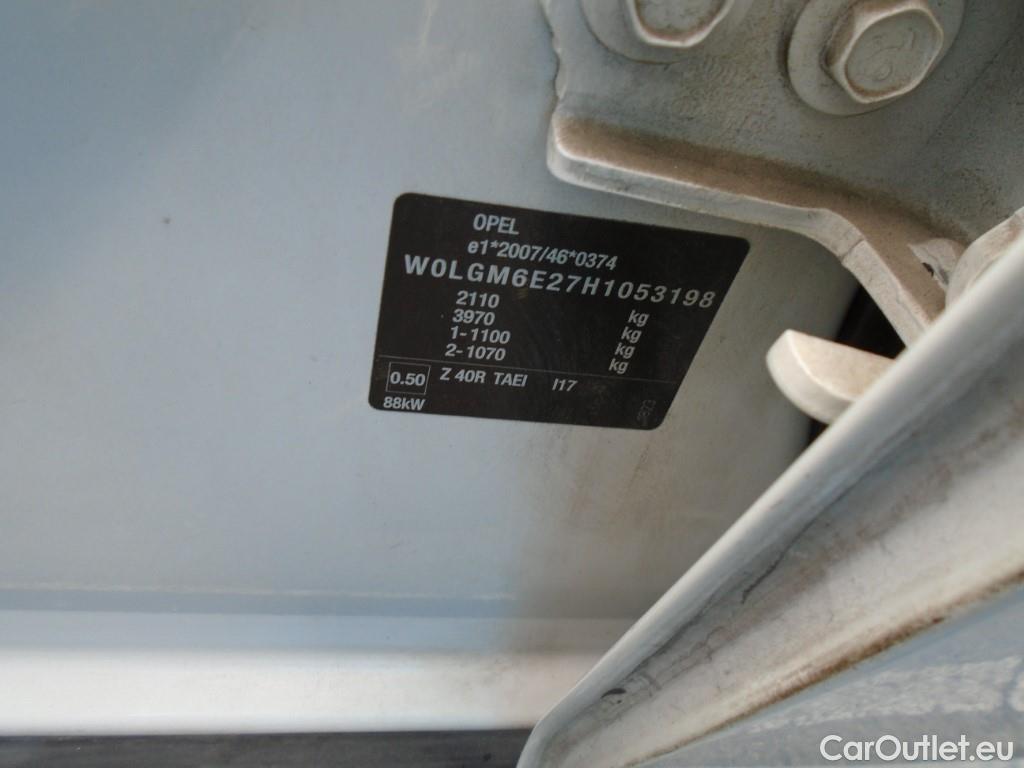 OPEL
e1*2007/46*0374
W0LGM6E27H1053198
2110 kg
3970 kg
1-1100 kg
2-1070 kg
0.50 Z 40R TAEI I17
88kW
CarOutlet.eu